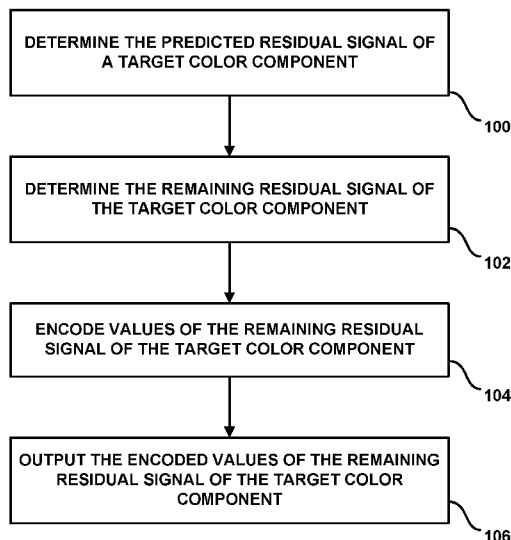 DETERMINE THE PREDICTED RESIDUAL SIGNAL OF
A TARGET COLOR COMPONENT
100
DETERMINE THE REMAINING RESIDUAL SIGNAL OF
THE TARGET COLOR COMPONENT
102
ENCODE VALUES OF THE REMAINING RESIDUAL
SIGNAL OF THE TARGET COLOR COMPONENT
104
OUTPUT THE ENCODED VALUES OF THE REMAINING
RESIDUAL SIGNAL OF THE TARGET COLOR
COMPONENT
106